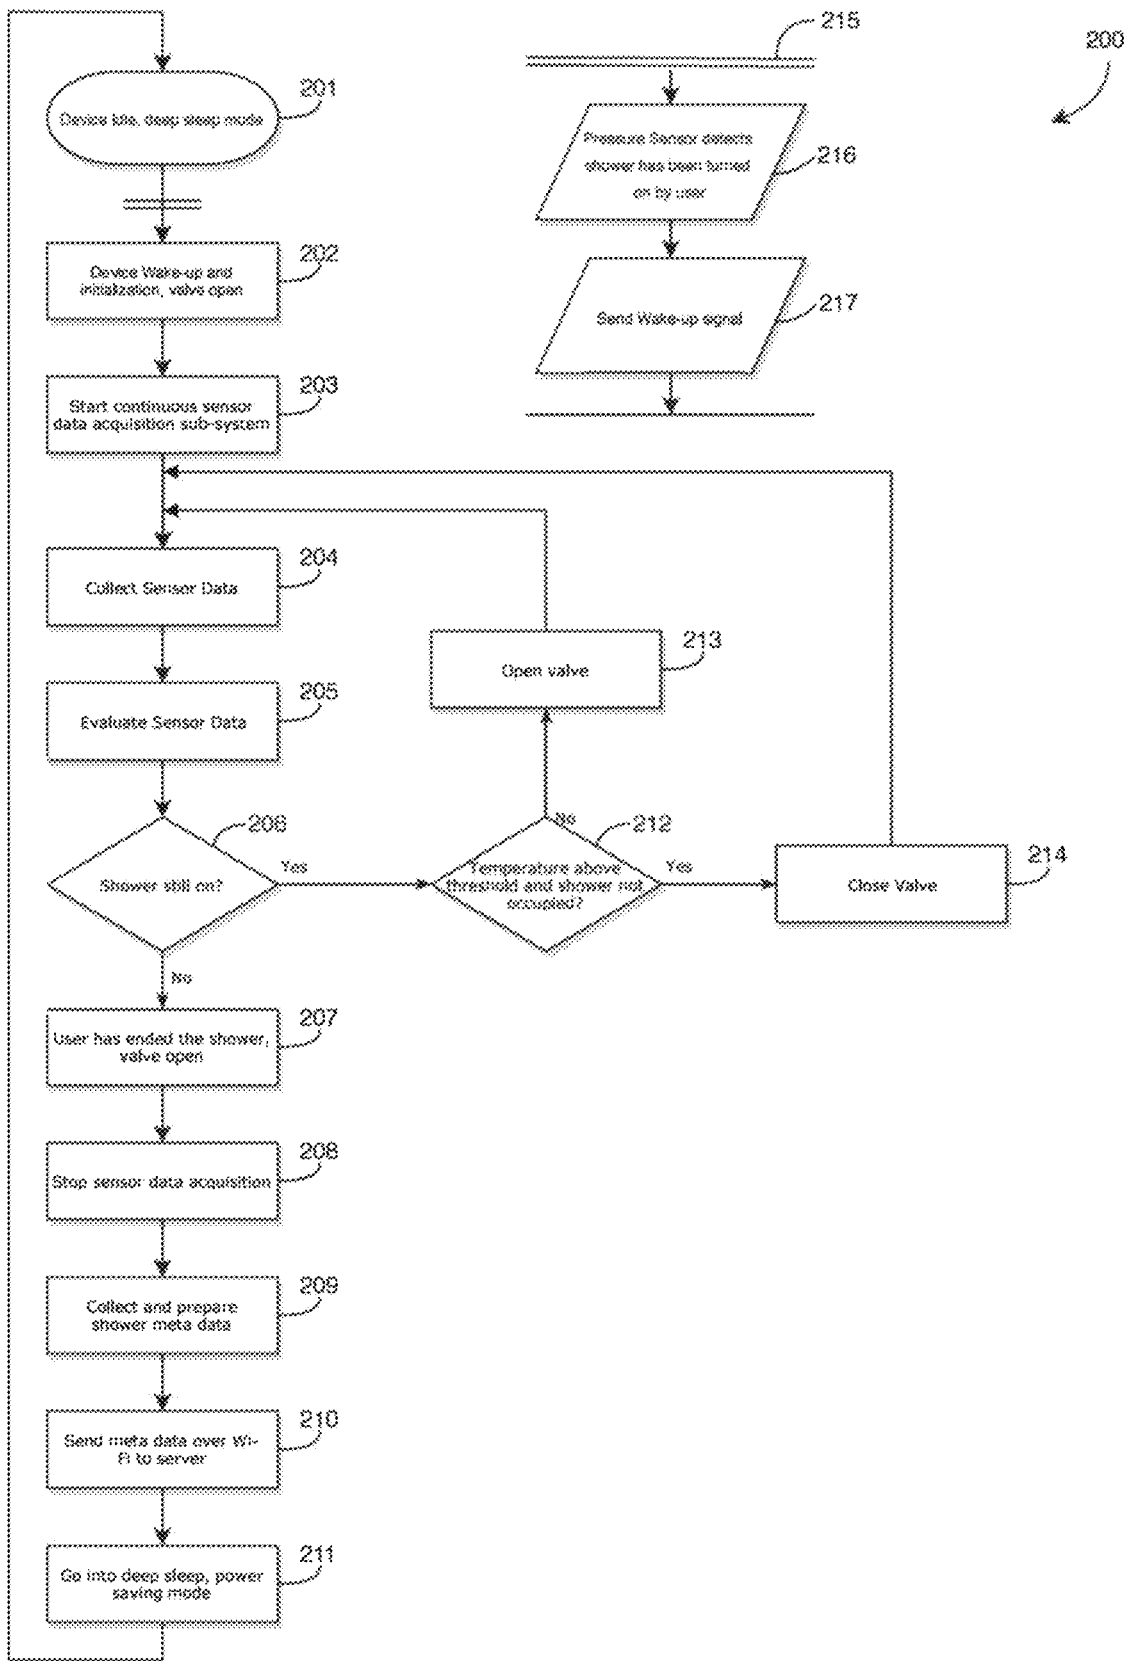 215
200
201
Device Idle, deep sleep mode
Pressure Sensor detects
shower has been turned
on by user
216
202
Device Wake-up and
initialization, valve open
Send Wake-up signal
217
203
Start continuous sensor
data acquisition sub-system
204
Collect Sensor Data
213
Open valve
205
Evaluate Sensor Data
206
Shower still on?
Yes
No
212
Temperature above
threshold and shower not
occupied?
Yes
214
Close Valve
No
207
User has ended the shower,
valve open
208
Stop sensor data acquisition
209
Collect and prepare
shower meta data
210
Send meta data over Wi-
Fi to server
211
Go into deep sleep, power
saving mode